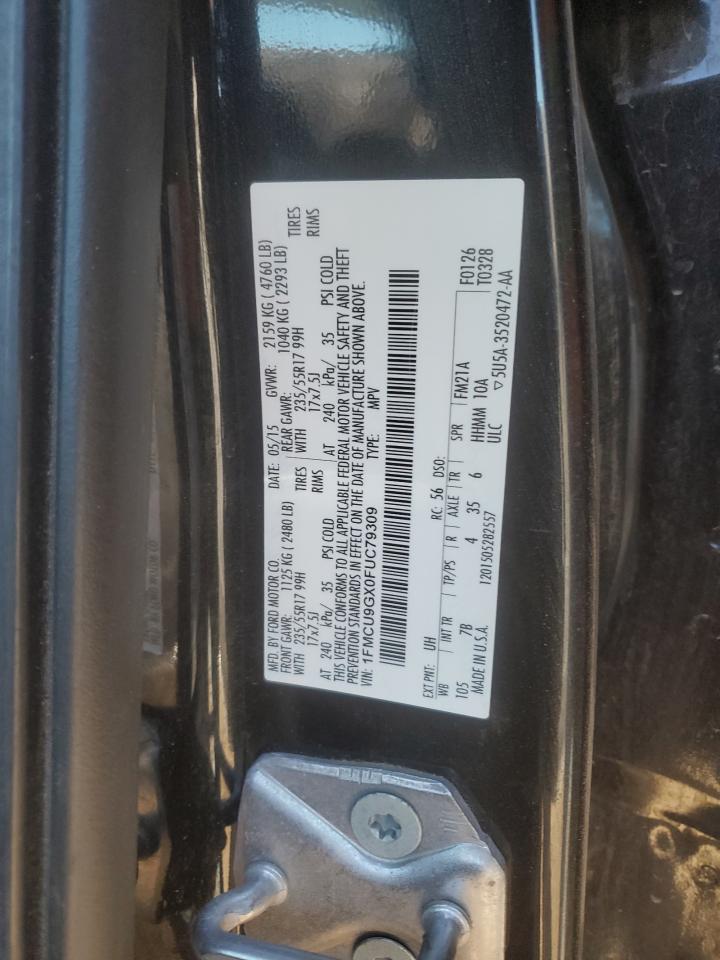 MFD. BY FORD MOTOR CO. DATE: 05/15 GVWR: 2159 KG ( 4760 LB)
FRONT GAWR: 1125 KG ( 2480 LB) REAR GAWR: 1040 KG ( 2293 LB)
WITH 235/55R17 99H TIRES WITH 235/55R17 99H TIRES
17x7.5J RIMS 17x7.5J RIMS
AT 240 kPa/ 35 PSI COLD AT 240 kPa/ 35 PSI COLD
THIS VEHICLE CONFORMS TO ALL APPLICABLE FEDERAL MOTOR VEHICLE SAFETY AND THEFT
PREVENTION STANDARDS IN EFFECT ON THE DATE OF MANUFACTURE SHOWN ABOVE.
VIN: 1FMCU9GX0FUC79309 TYPE: MPV
EXT PNT: UH RC: 56 DSO:
WB INT TR TP/PS R AXLE TR SPR FM21A F0126
105 7B 4 35 6 HHMM 10A T0328
MADE IN U.S.A. 1201505282557 ULC ▽5U5A-3520472-AA